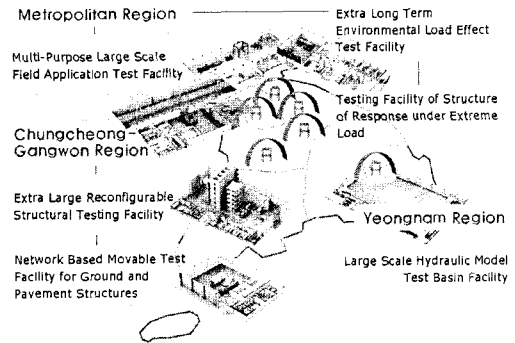 Metropolitan Region
Extra Long Term
Environmental Load Effect
Test Facility
Multi-Purpose Large Scale
Field Application Test Facility
Testing Facility of Structure
of Response under Extreme
Load
Chungcheong-
Gangwon Region
Extra Large Reconfigurable
Structural Testing Facility
Yeongnam Region
Network Based Movable Test
Facility for Ground and
Pavement Structures
Large Scale Hydraulic Model
Test Basin Facility